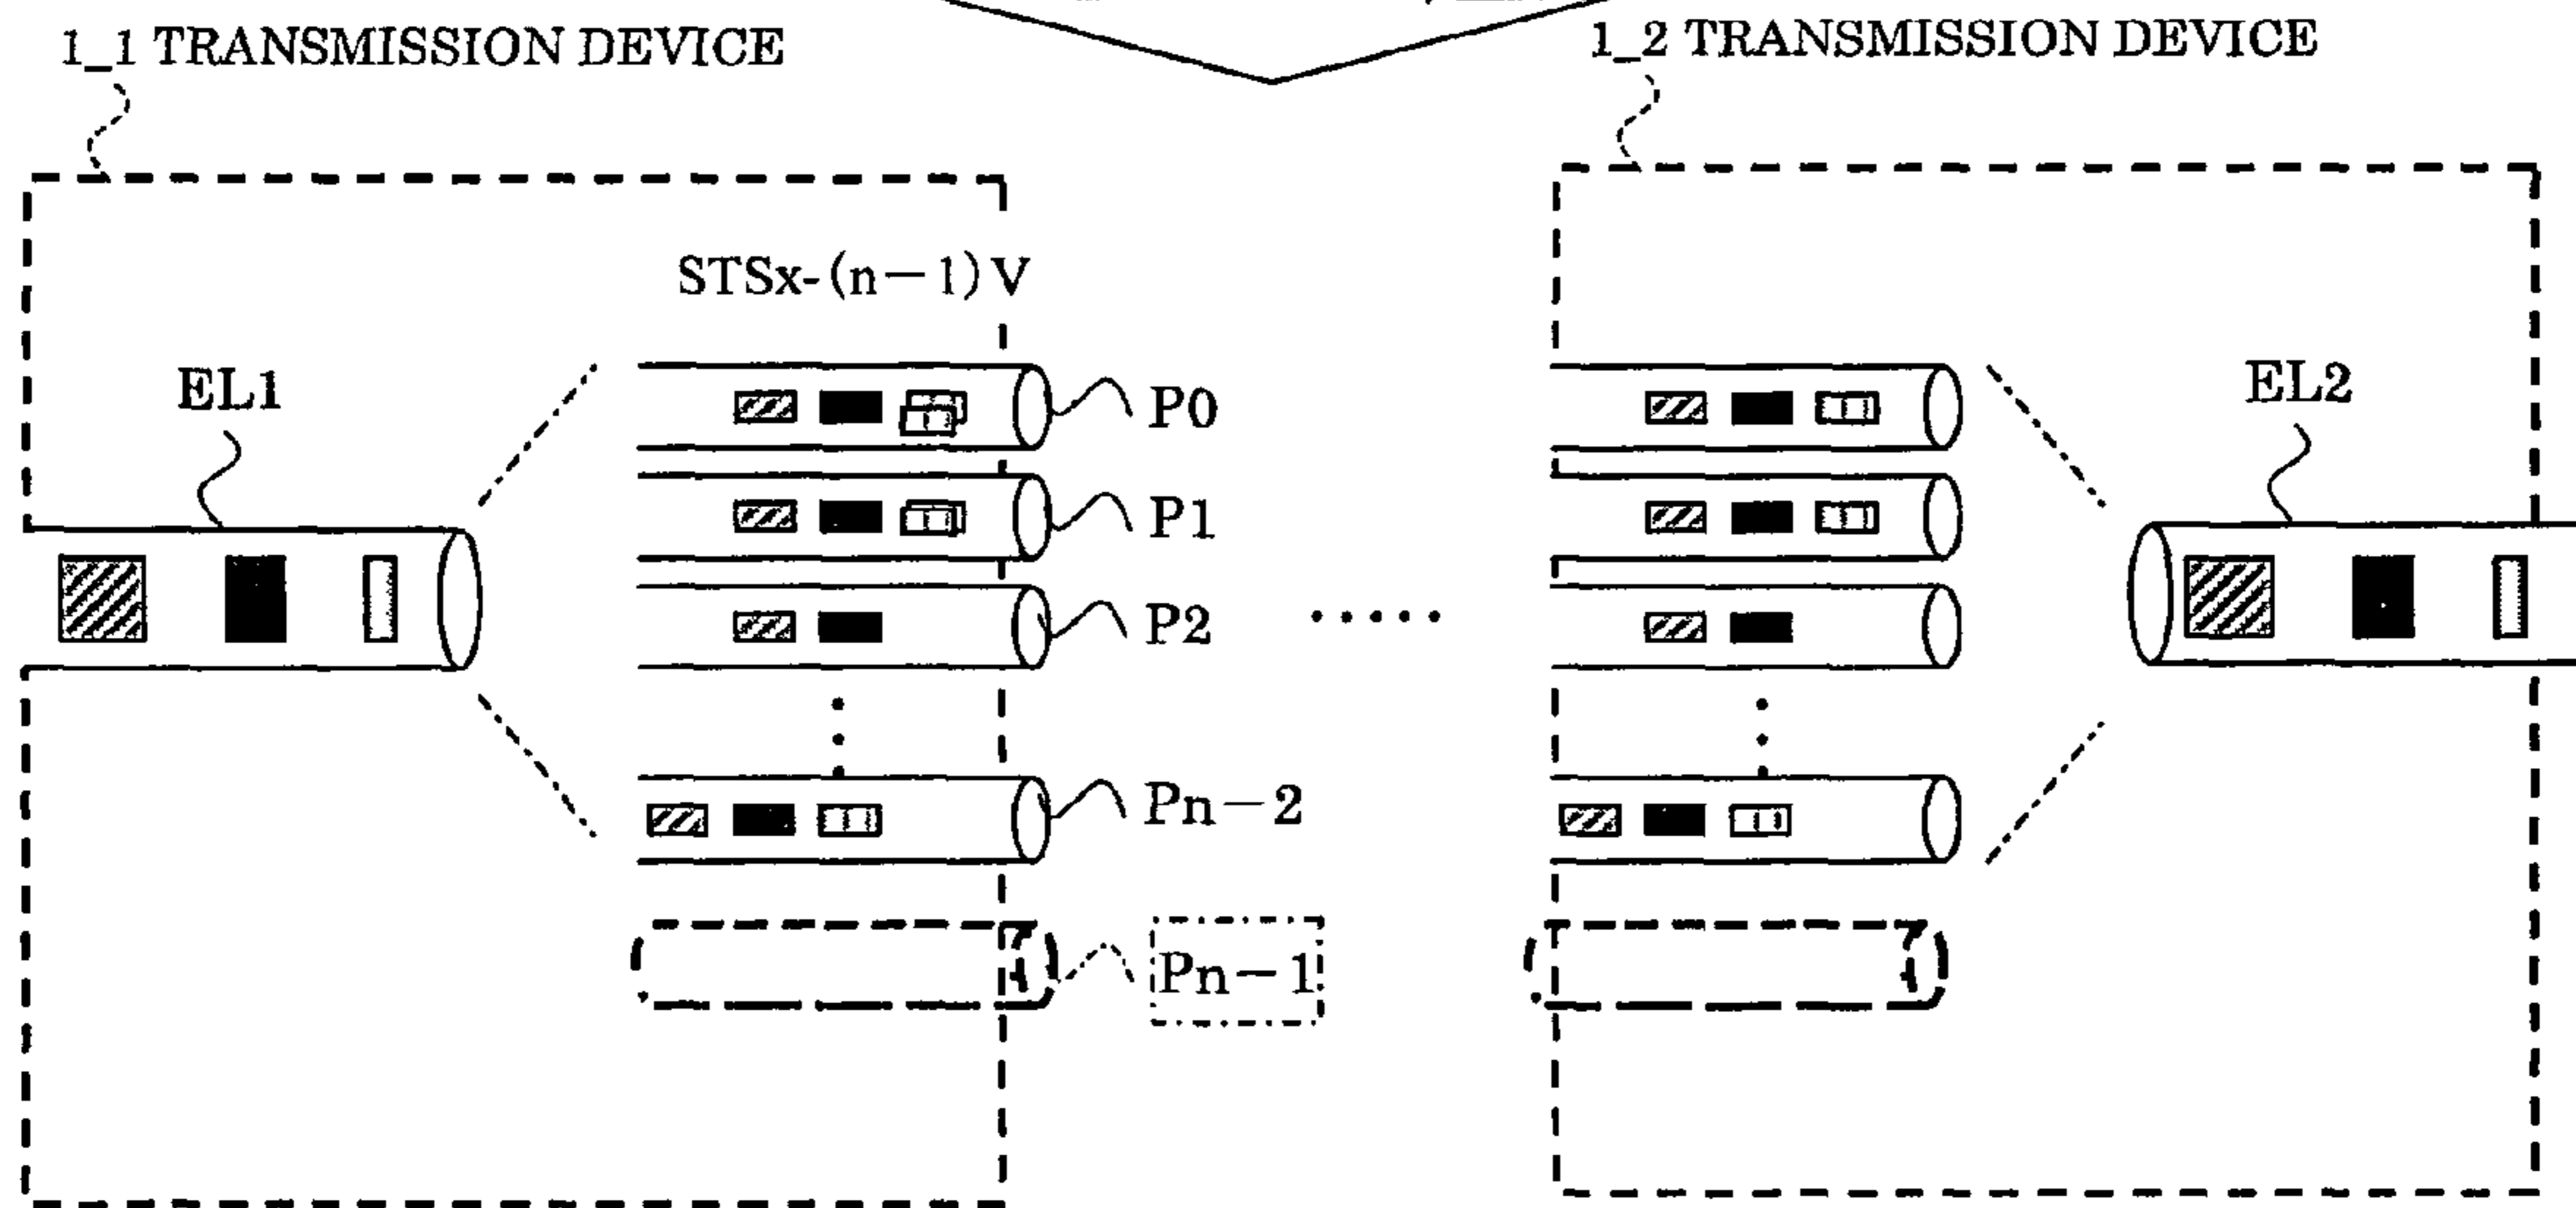 1_1 TRANSMISSION DEVICE
1_2 TRANSMISSION DEVICE
STSx-(n-1)V
EL1
P0
EL2
P1
P2
Pn-2
Pn-1